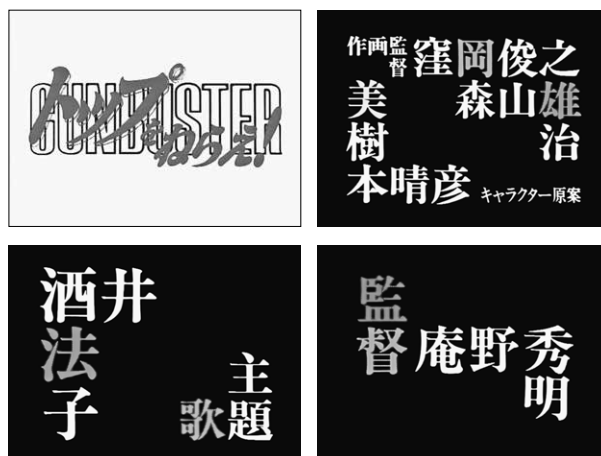 GUNBUSTER
トップをねらえ!
作画監督
窪岡俊之
森山雄治
美樹本晴彦
キャラクター原案
酒井法子
主題歌
監督
庵野秀明